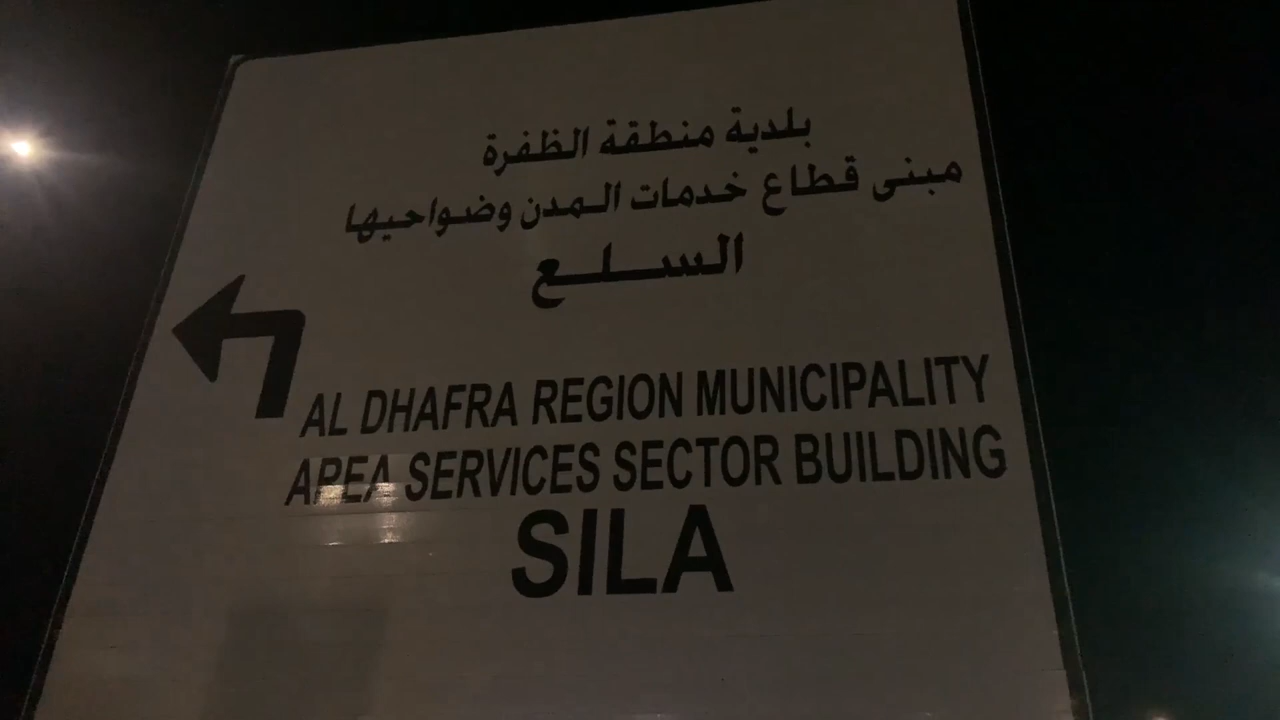 بلدية منطقة الظفرة
مبنى قطاع خدمات المدن وضواحيها
السلع
AL DHAFRA REGION MUNICIPALITY
AREA SERVICES SECTOR BUILDING
SILA